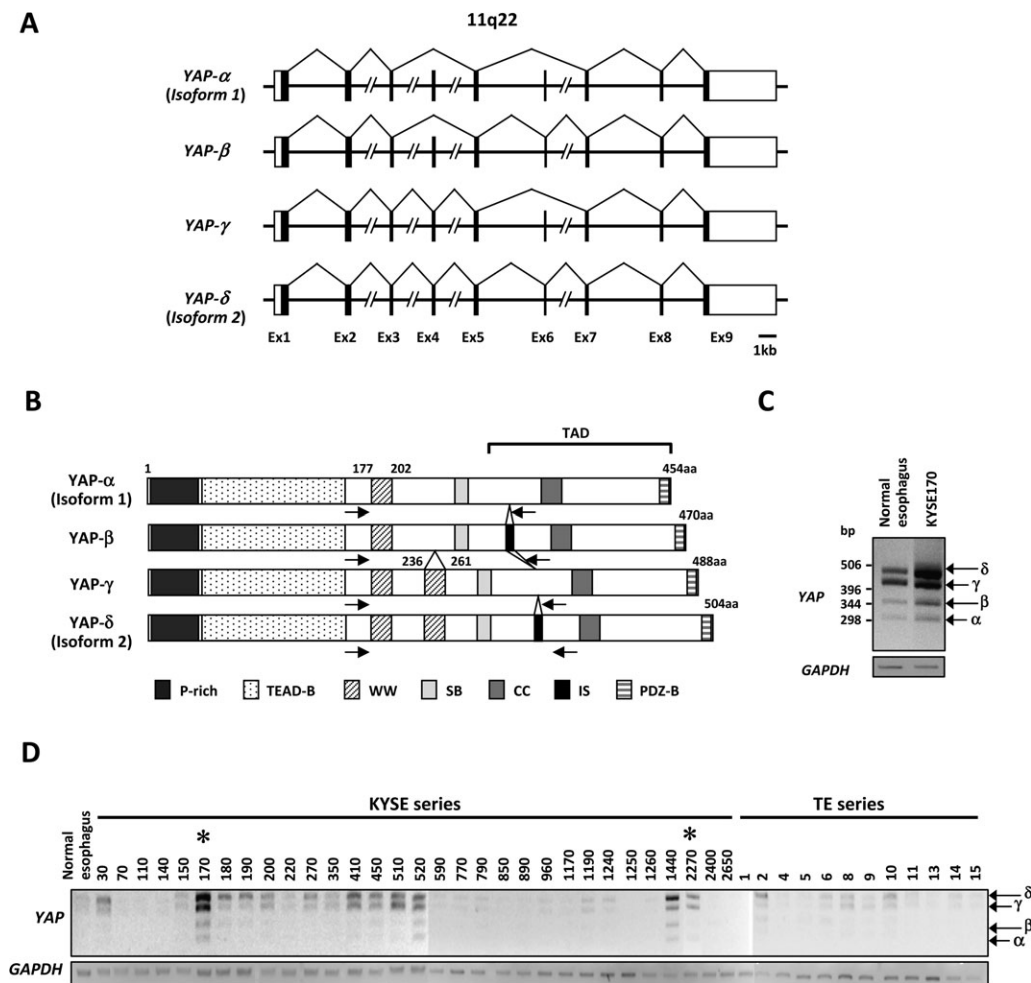 A
11q22
YAP-α
(Isoform 1)
YAP-β
YAP-γ
YAP-δ
(Isoform 2)
Ex1 Ex2 Ex3 Ex4 Ex5 Ex6 Ex7 Ex8 Ex9
1kb
B
TAD
1 177 202 454aa
YAP-α
(Isoform 1)
470aa
YAP-β
236 261 488aa
YAP-γ
504aa
YAP-δ
(Isoform 2)
P-rich TEAD-B WW SB CC IS PDZ-B
C
Normal
esophagus
KYSE170
bp
506
396
344
298
YAP
δ
γ
β
α
GAPDH
D
KYSE series TE series
* *
Normal
esophagus
30 70 110 140 150 170 180 190 200 220 270 350 410 450 510 520 590 770 790 850 890 960 1170 1190 1240 1250 1260 1440 2270 2400 2650 1 2 4 5 6 8 9 10 11 13 14 15
YAP
δ
γ
β
α
GAPDH